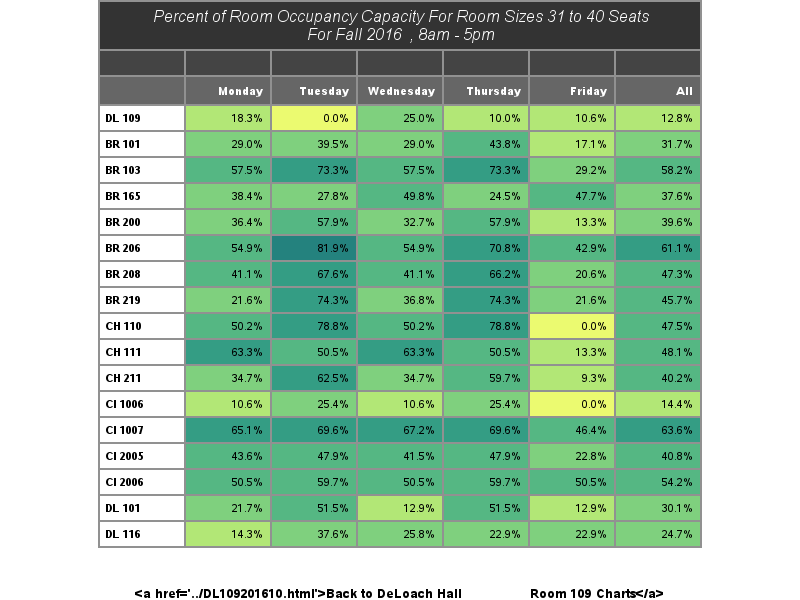 Percent of Room Occupancy Capacity For Room Sizes 31 to 40 Seats
For Fall 2016 , 8am - 5pm
Monday Tuesday Wednesday Thursday Friday All
DL 109 18.3% 0.0% 25.0% 10.0% 10.6% 12.8%
BR 101 29.0% 39.5% 29.0% 43.8% 17.1% 31.7%
BR 103 57.5% 73.3% 57.5% 73.3% 29.2% 58.2%
BR 165 38.4% 27.8% 49.8% 24.5% 47.7% 37.6%
BR 200 36.4% 57.9% 32.7% 57.9% 13.3% 39.6%
BR 206 54.9% 81.9% 54.9% 70.8% 42.9% 61.1%
BR 208 41.1% 67.6% 41.1% 66.2% 20.6% 47.3%
BR 219 21.6% 74.3% 36.8% 74.3% 21.6% 45.7%
CH 110 50.2% 78.8% 50.2% 78.8% 0.0% 47.5%
CH 111 63.3% 50.5% 63.3% 50.5% 13.3% 48.1%
CH 211 34.7% 62.5% 34.7% 59.7% 9.3% 40.2%
CI 1006 10.6% 25.4% 10.6% 25.4% 0.0% 14.4%
CI 1007 65.1% 69.6% 67.2% 69.6% 46.4% 63.6%
CI 2005 43.6% 47.9% 41.5% 47.9% 22.8% 40.8%
CI 2006 50.5% 59.7% 50.5% 59.7% 50.5% 54.2%
DL 101 21.7% 51.5% 12.9% 51.5% 12.9% 30.1%
DL 116 14.3% 37.6% 25.8% 22.9% 22.9% 24.7%
<a href='../DL109201610.html'>Back to DeLoach Hall Room 109 Charts</a>